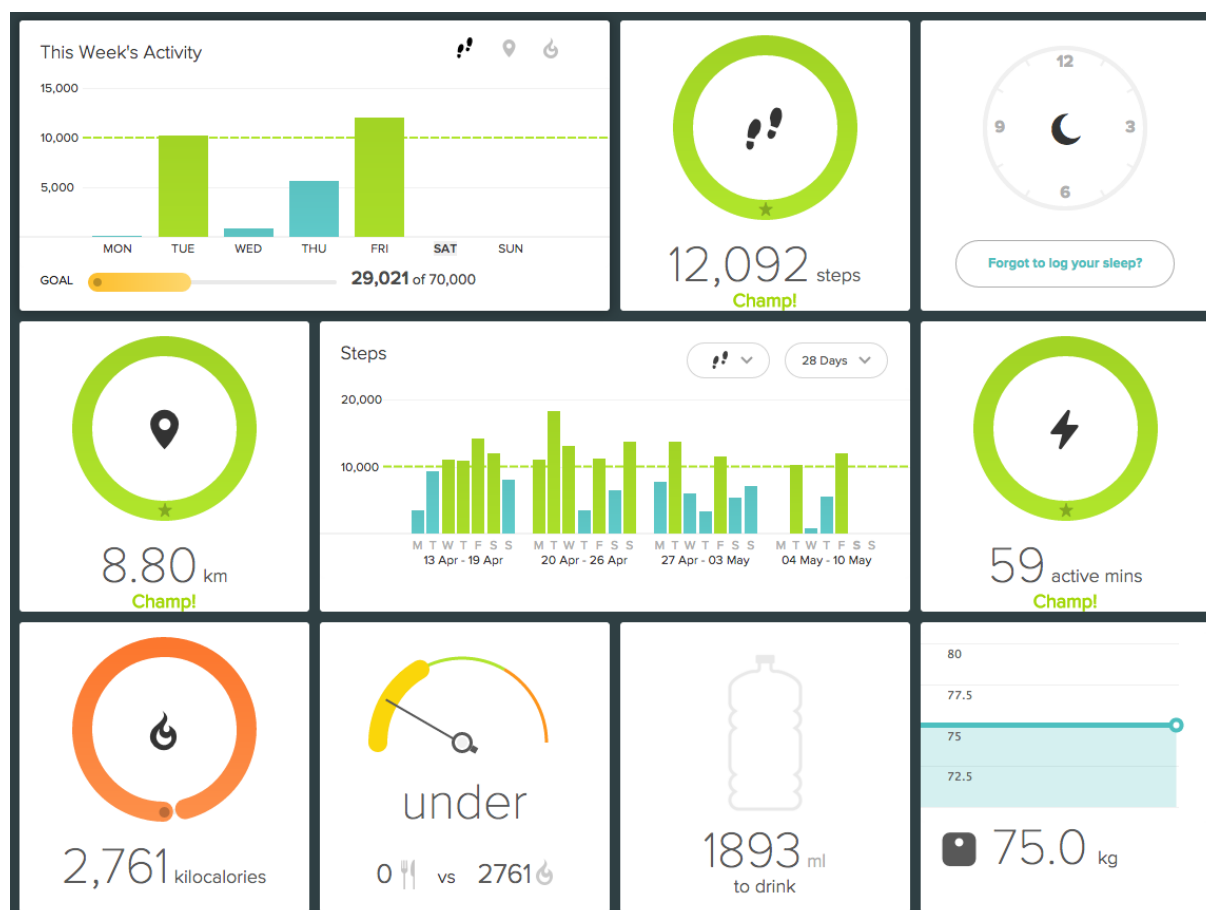 This Week's Activity
15,000
10,000
5,000
MON TUE WED THU FRI SAT SUN
GOAL 29,021 of 70,000
12,092 steps
Champ!
12
9 3
6
Forgot to log your sleep?
8.80 km
Champ!
Steps
28 Days
20,000
10,000
M T W T F S S M T W T F S S M T W T F S S M T W T F S S
13 Apr - 19 Apr 20 Apr - 26 Apr 27 Apr - 03 May 04 May - 10 May
59 active mins
Champ!
2,761 kilocalories
under
0 vs 2761
1893 ml
to drink
80
77.5
75
72.5
75.0 kg